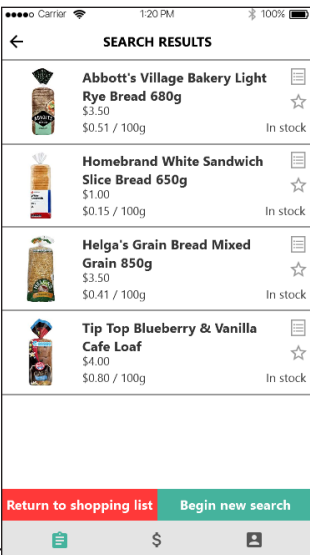 Carrier 1:20 PM 100%
SEARCH RESULTS
Abbott's Village Bakery Light
Rye Bread 680g
$3.50
$0.51 / 100g In stock
Homebrand White Sandwich
Slice Bread 650g
$1.00
$0.15 / 100g In stock
Helga's Grain Bread Mixed
Grain 850g
$3.50
$0.41 / 100g In stock
Tip Top Blueberry & Vanilla
Cafe Loaf
$4.00
$0.80 / 100g In stock
Return to shopping list Begin new search
$